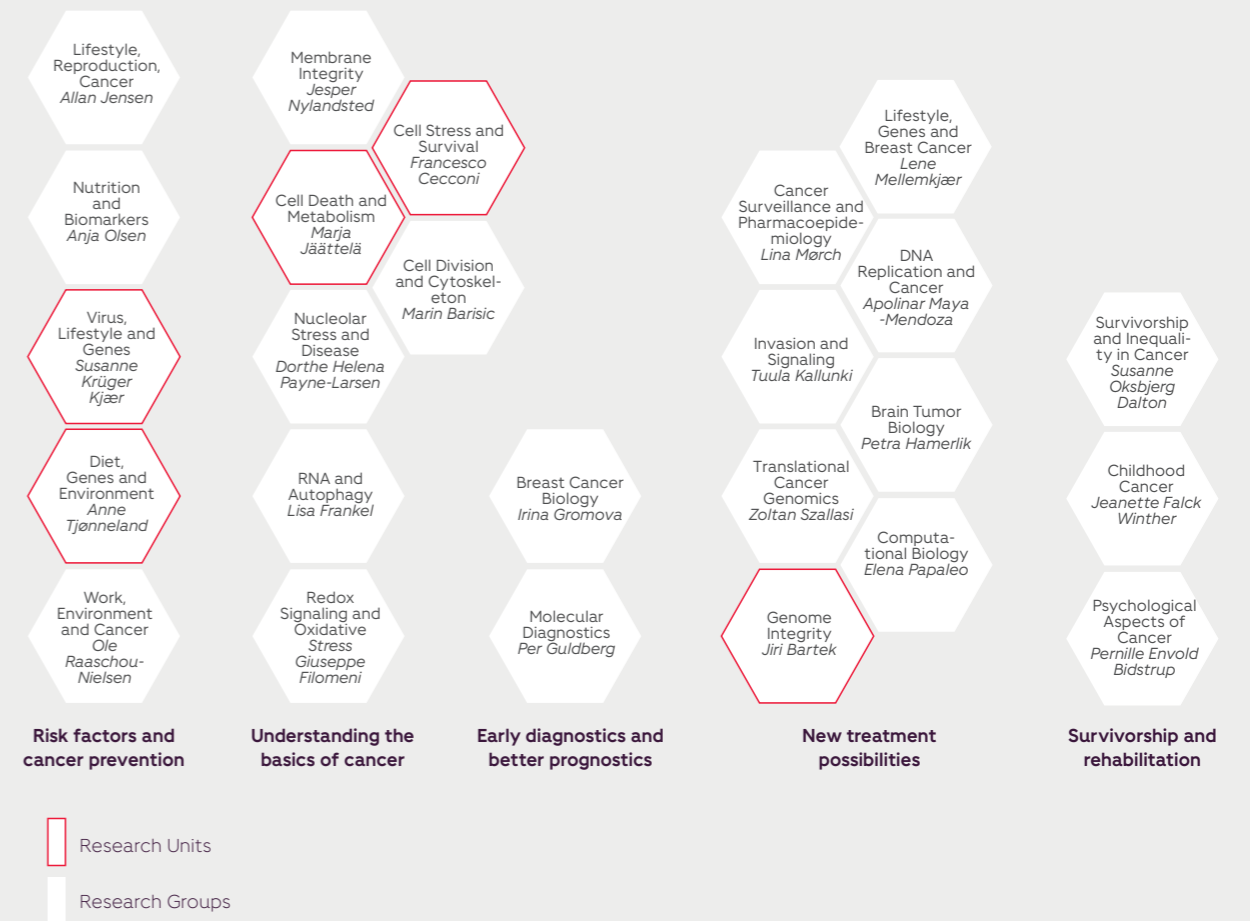 Lifestyle,
Reproduction,
Cancer
Allan Jensen
Nutrition
and
Biomarkers
Anja Olsen
Virus,
Lifestyle and
Genes
Susanne
Krüger
Kjær
Diet,
Genes and
Environment
Anne
Tjønneland
Work,
Environment
and Cancer
Ole
Raaschou-
Nielsen
Risk factors and
cancer prevention
Membrane
Integrity
Jesper
Nylandsted
Cell Stress and
Survival
Francesco
Cecconi
Cell Death and
Metabolism
Marja
Jäättelä
Cell Division
and Cytoskel-
eton
Marin Barisic
Nucleolar
Stress and
Disease
Dorthe Helena
Payne-Larsen
RNA and
Autophagy
Lisa Frankel
Redox
Signaling and
Oxidative
Stress
Giuseppe
Filomeni
Understanding the
basics of cancer
Breast Cancer
Biology
Irina Gromova
Molecular
Diagnostics
Per Guldberg
Early diagnostics and
better prognostics
Lifestyle,
Genes and
Breast Cancer
Lene
Mellemkjær
Cancer
Surveillance and
Pharmacoepide-
miology
Lina Mørch
DNA
Replication and
Cancer
Apolinar Maya
-Mendoza
Invasion and
Signaling
Tuula Kallunki
Brain Tumor
Biology
Petra Hamerlik
Translational
Cancer
Genomics
Zoltan Szallasi
Computa-
tional Biology
Elena Papaleo
Genome
Integrity
Jiri Bartek
New treatment
possibilities
Survivorship
and Inequali-
ty in Cancer
Susanne
Oksbjerg
Dalton
Childhood
Cancer
Jeanette Falck
Winther
Psychological
Aspects of
Cancer
Pernille Envold
Bidstrup
Survivorship and
rehabilitation
Research Units
Research Groups